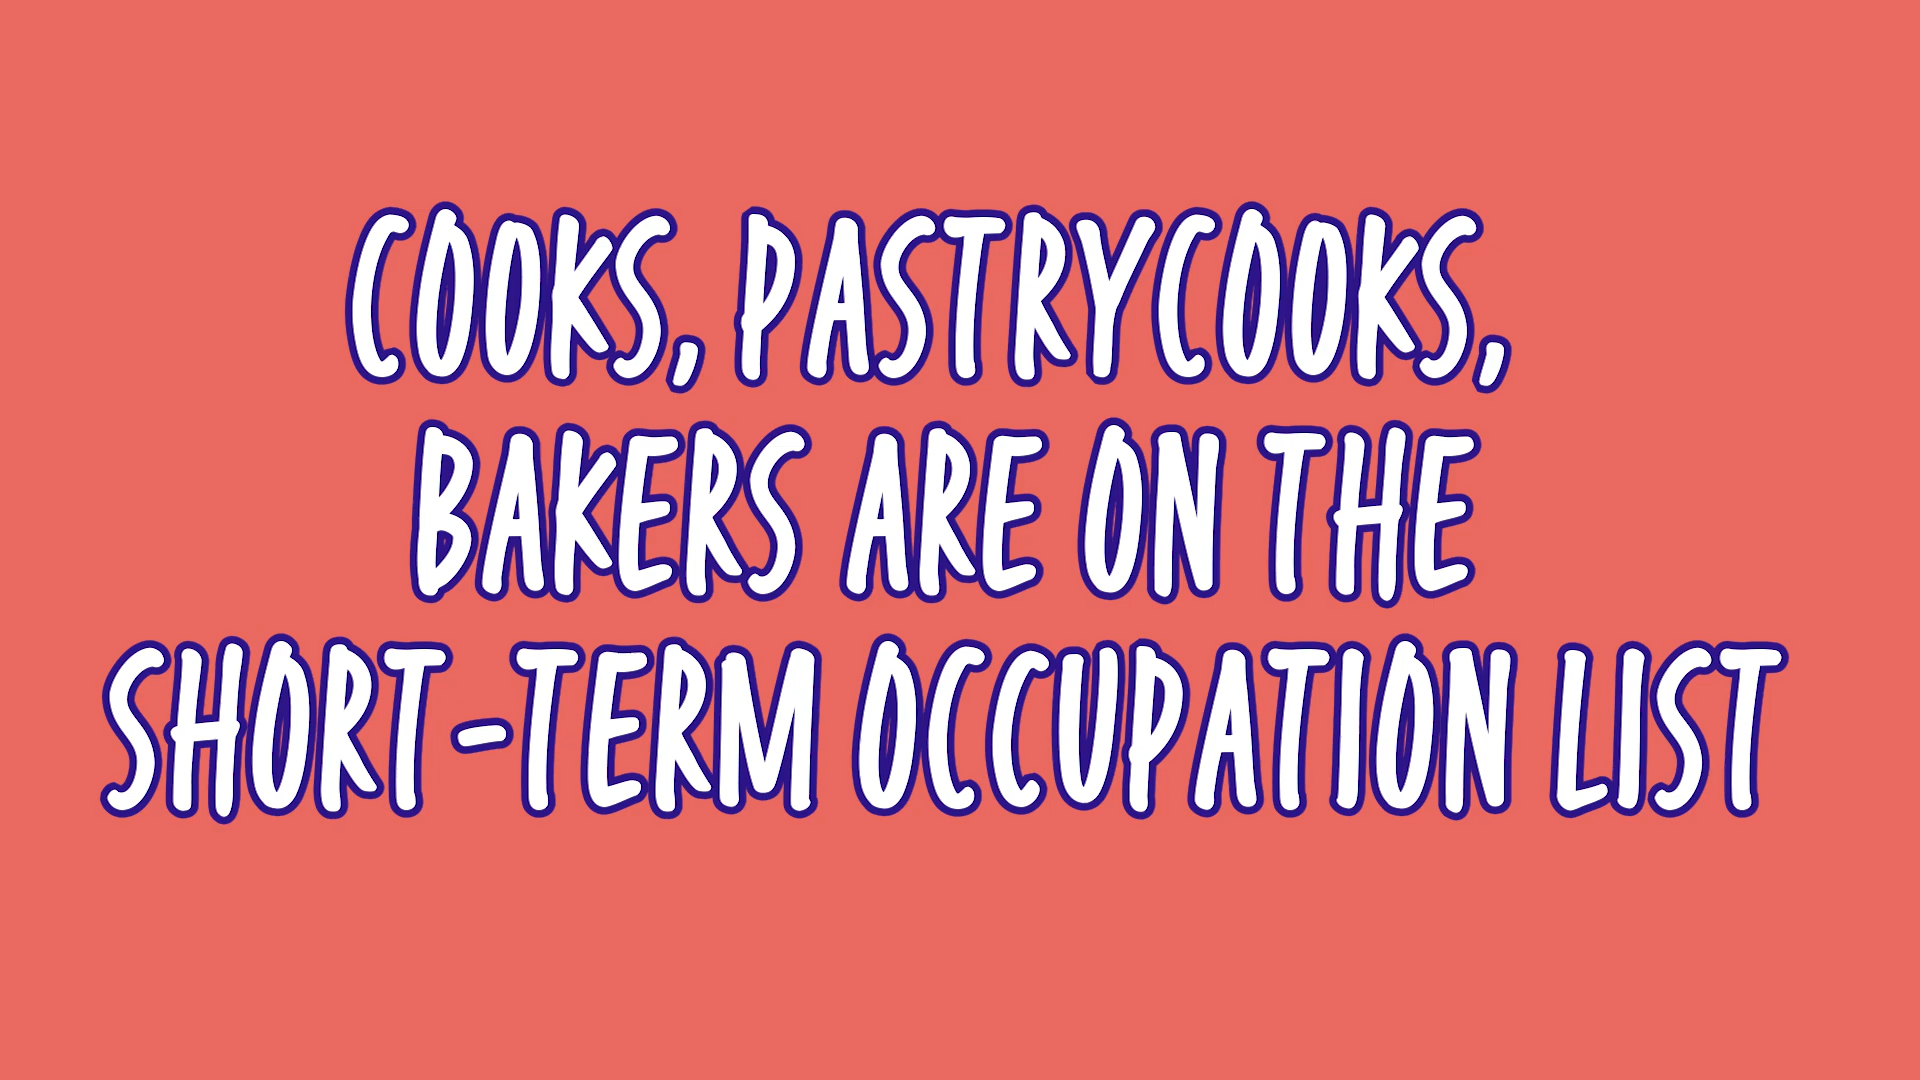 COOKS, PASTRYCOOKS,
BAKERS ARE ON THE
SHORT-TERM OCCUPATION LIST